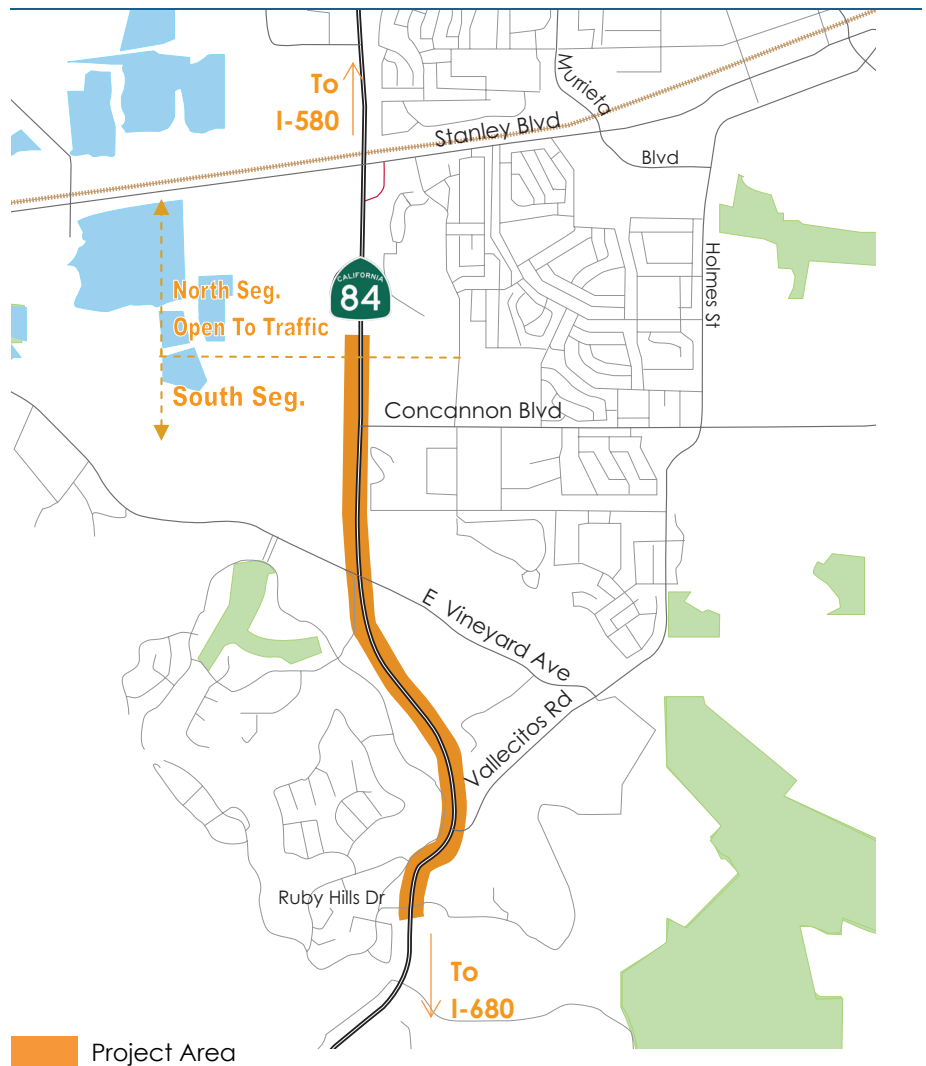 To
I-580
Murrieta
Stanley Blvd
Blvd
Holmes St
CALIFORNIA
84
North Seg.
Open To Traffic
South Seg.
Concannon Blvd
E Vineyard Ave
Vallecitos Rd
Ruby Hills Dr
To
I-680
Project Area